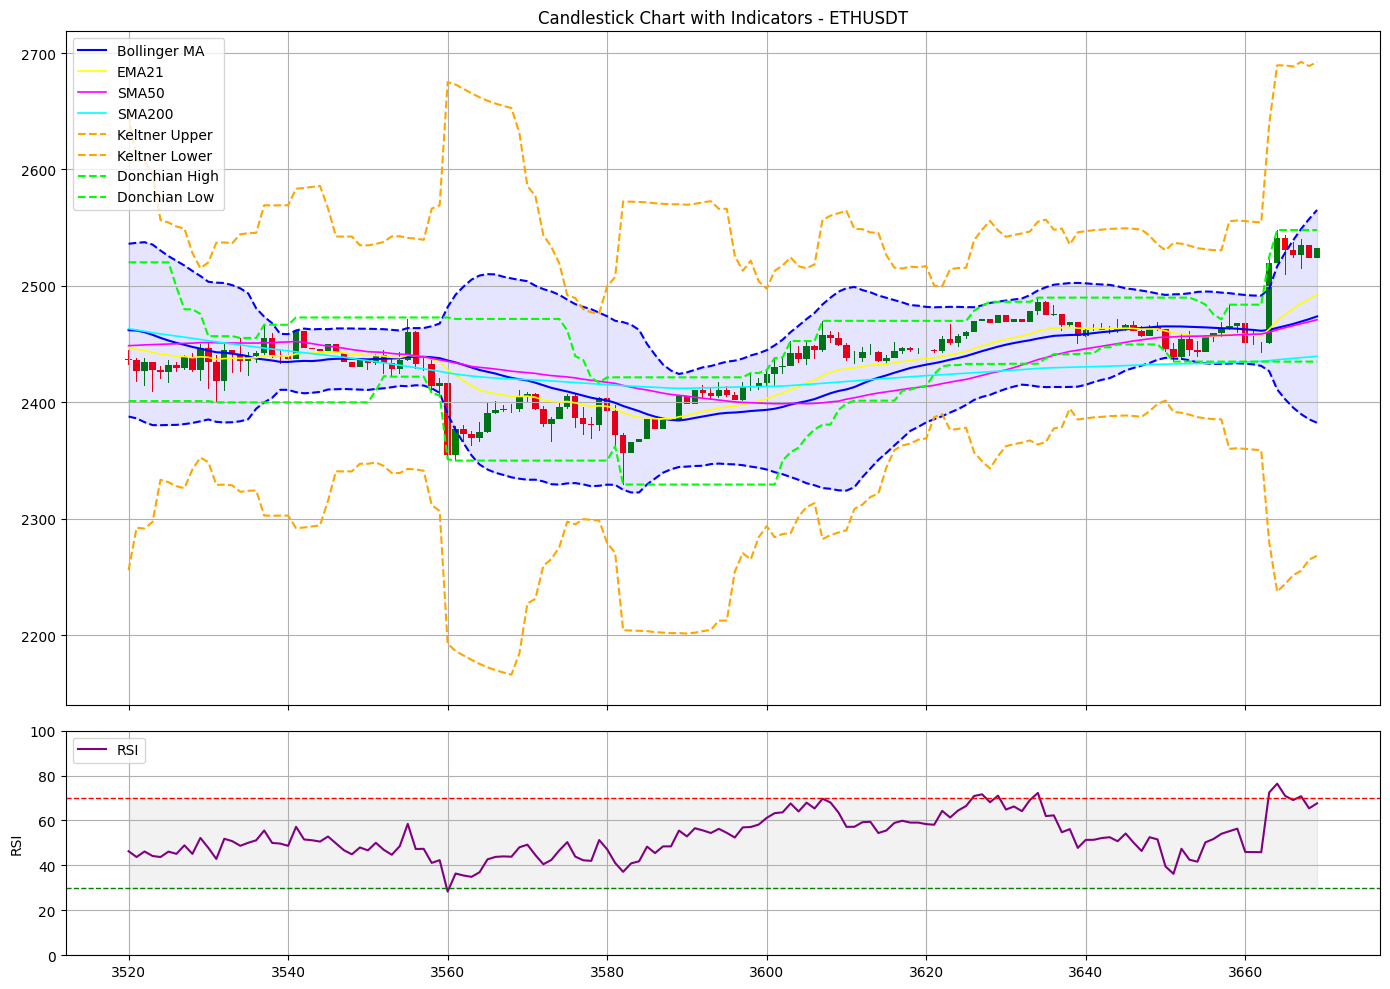 Candlestick Chart with Indicators - ETHUSDT
2700
2600
2500
2400
2300
2200
Bollinger MA
EMA21
SMA50
SMA200
Keltner Upper
Keltner Lower
Donchian High
Donchian Low
100
80
60
40
20
0
RSI
RSI
3520 3540 3560 3580 3600 3620 3640 3660